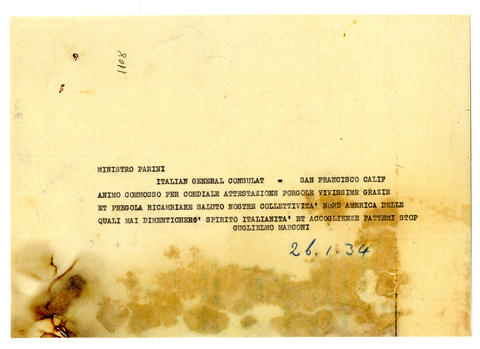 1108
MINISTRO PARINI
ITALIAN GENERAL CONSULAT = SAN FRANCISCO CALIF
ANIMO COMMOSSO PER CORDIALE ATTESTAZIONE PORGOLE VIVISSIME GRAZIE
ET PREGOLA RICAMBIARE SALUTO NOSTRE COLLETTIVITA' NORD AMERICA DELLE
QUALI MAI DIMENTICHERO' SPIRITO ITALIANITA' ET ACCOGLIENZE FATTEMI STOP
GUGLIELMO MARCONI
26.1.34